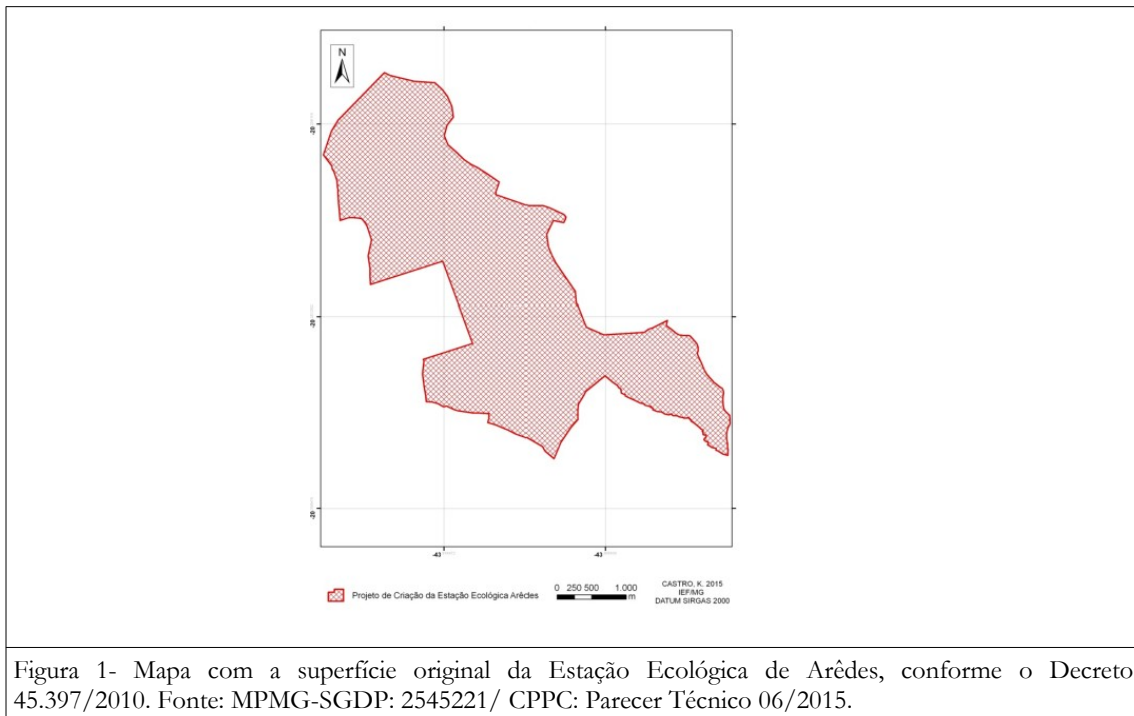 N
-20
-20
-20
-43
-43
Projeto de Criação da Estação Ecológica Arêdes
0 250 500 1.000
m
CASTRO, K. 2015
IEF/MG
DATUM SIRGAS 2000
Figura 1- Mapa com a superfície original da Estação Ecológica de Arêdes, conforme o Decreto
45.397/2010. Fonte: MPMG-SGDP: 2545221/ CPPC: Parecer Técnico 06/2015.